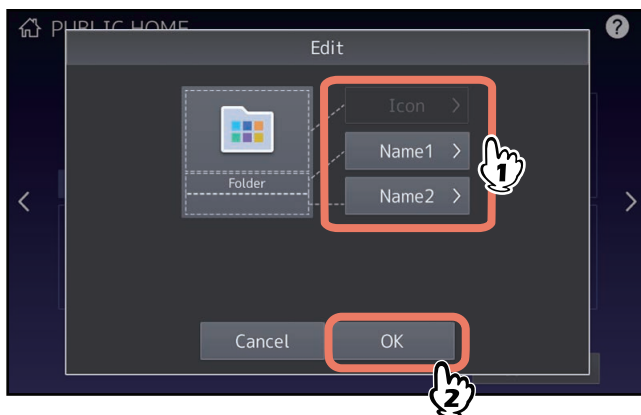 PUBLIC HOME
?
Edit
Icon >
Name1 >
Folder
Name2 >
1
< >
Cancel
OK
2